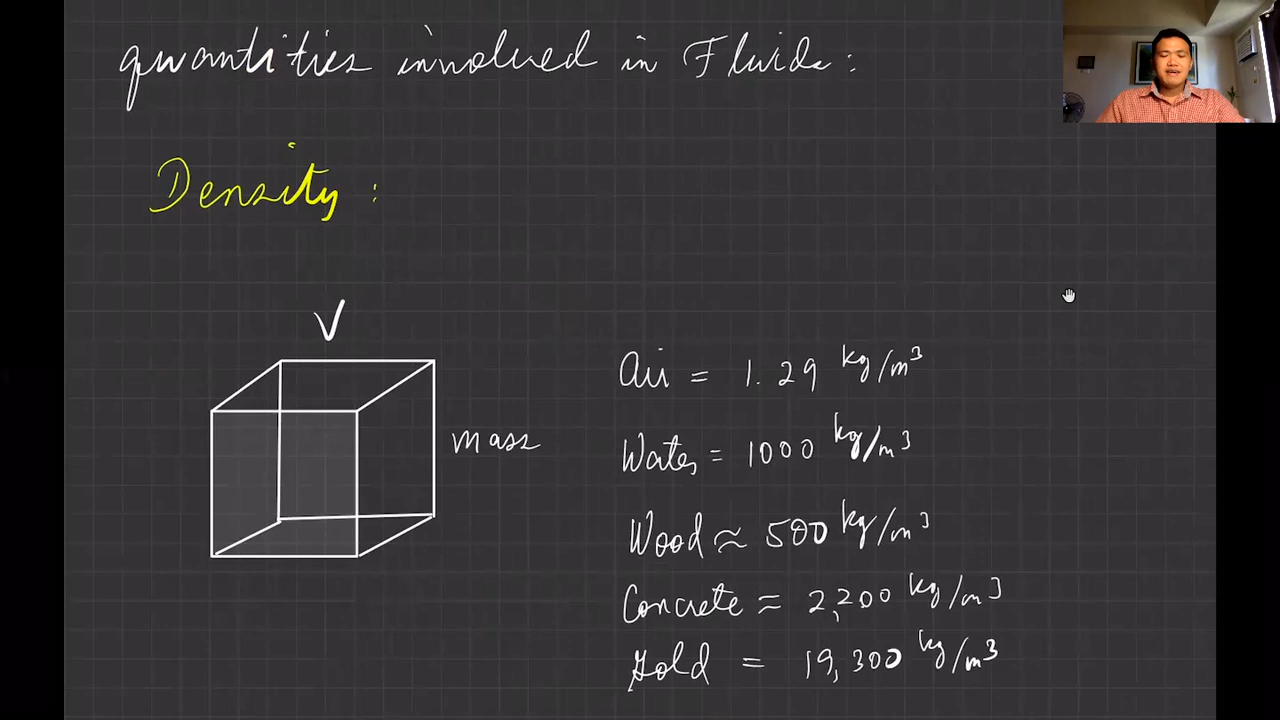 quantities involved in Fluids:
Density:
V
mass
Air = 1.29 kg/m³
Water = 1000 kg/m³
Wood ≈ 500 kg/m³
Concrete ≈ 2,200 kg/m³
Gold = 19,300 kg/m³